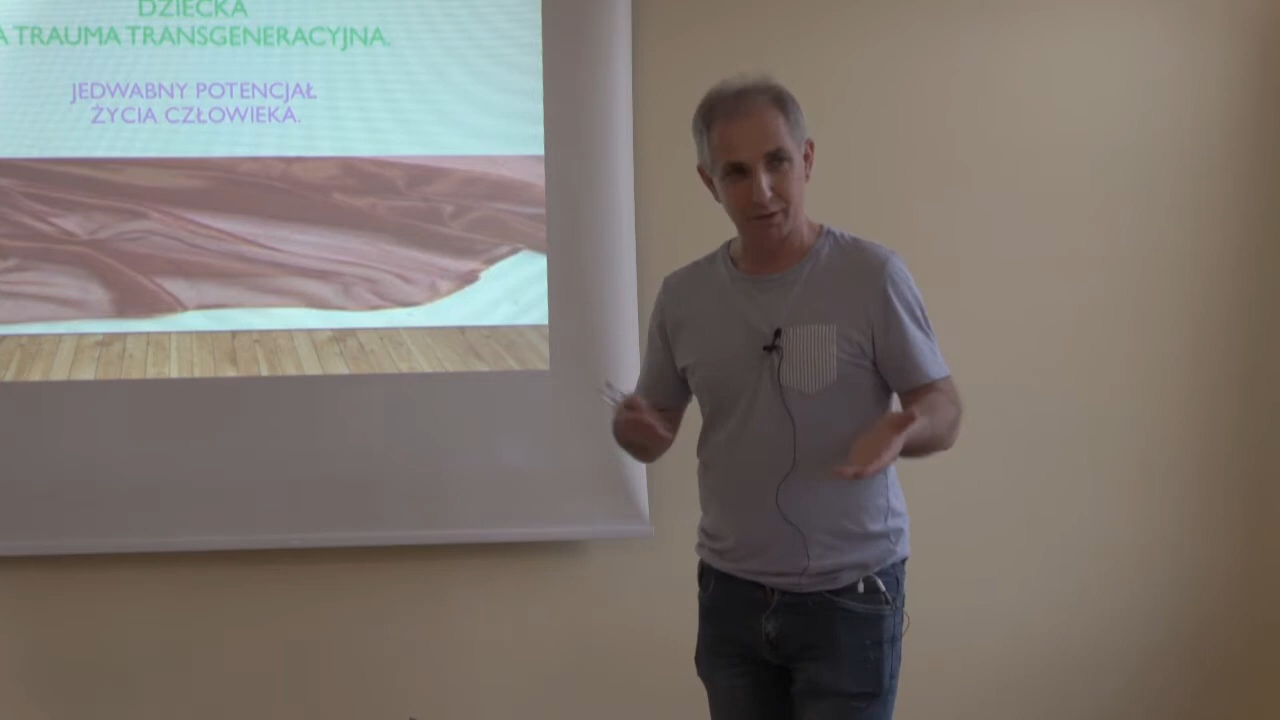 DZIECKA
A TRAUMA TRANSGENERACYJNA.
JEDWABNY POTENCJAŁ
ŻYCIA CZŁOWIEKA.